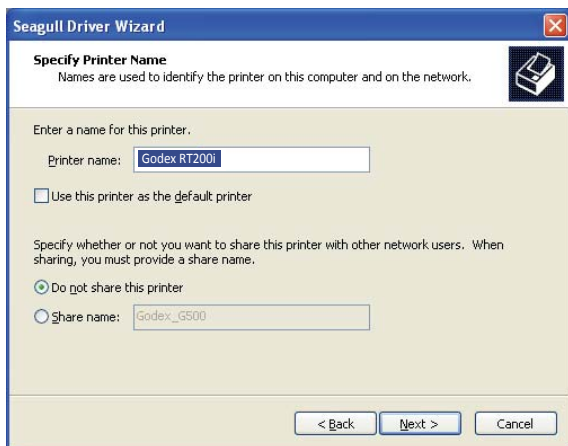 Seagull Driver Wizard
Specify Printer Name
Names are used to identify the printer on this computer and on the network.
Enter a name for this printer.
Printer name:
Godex RT200i
Use this printer as the default printer
Specify whether or not you want to share this printer with other network users. When
sharing, you must provide a share name.
Do not share this printer
Share name:
Godex_G500
< Back
Next >
Cancel